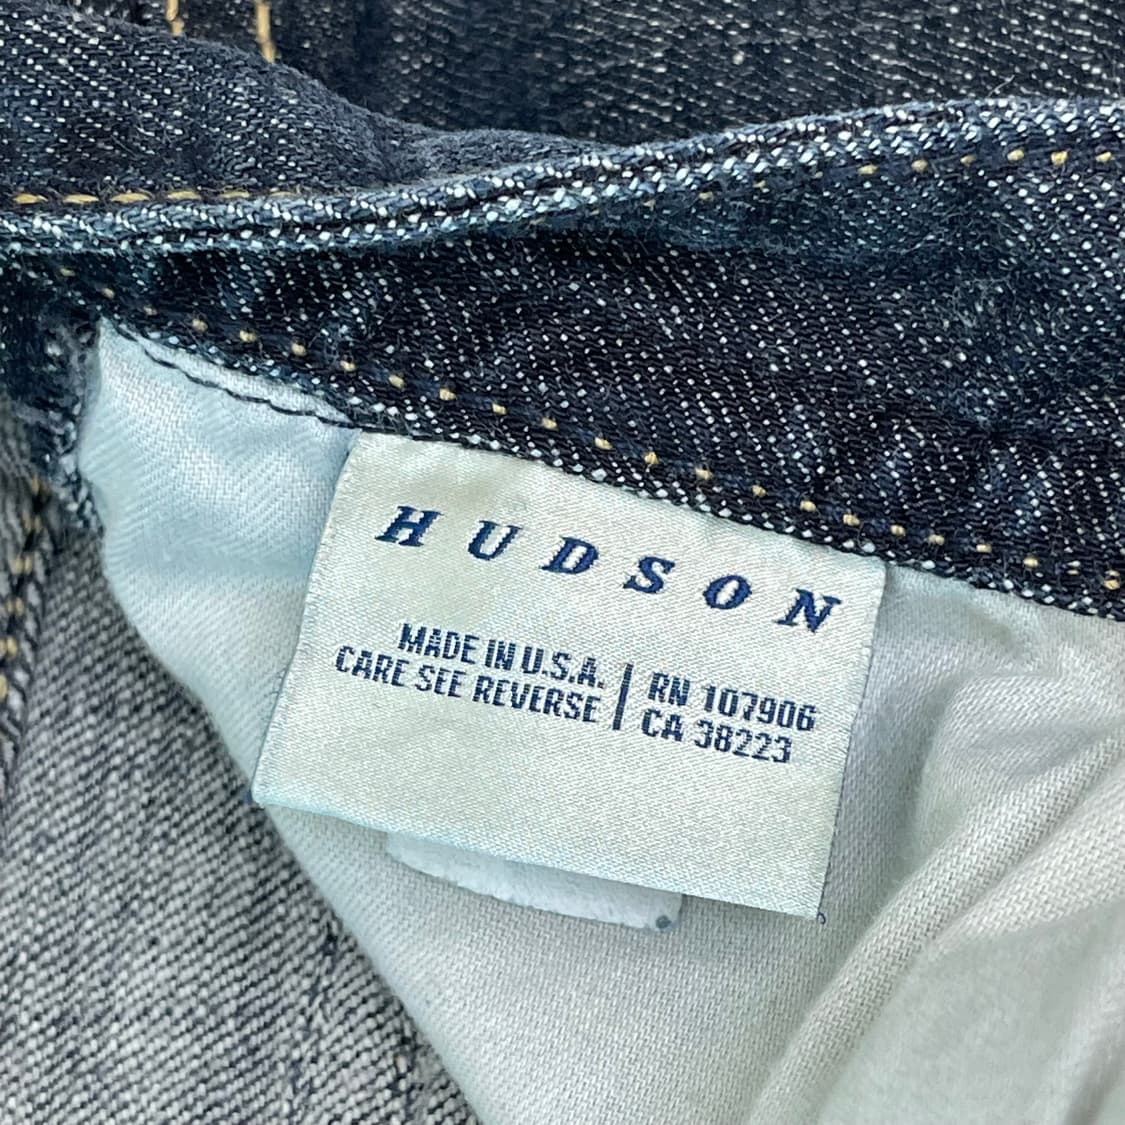 HUDSON
MADE IN U.S.A.
CARE SEE REVERSE
RN 107906
CA 38223